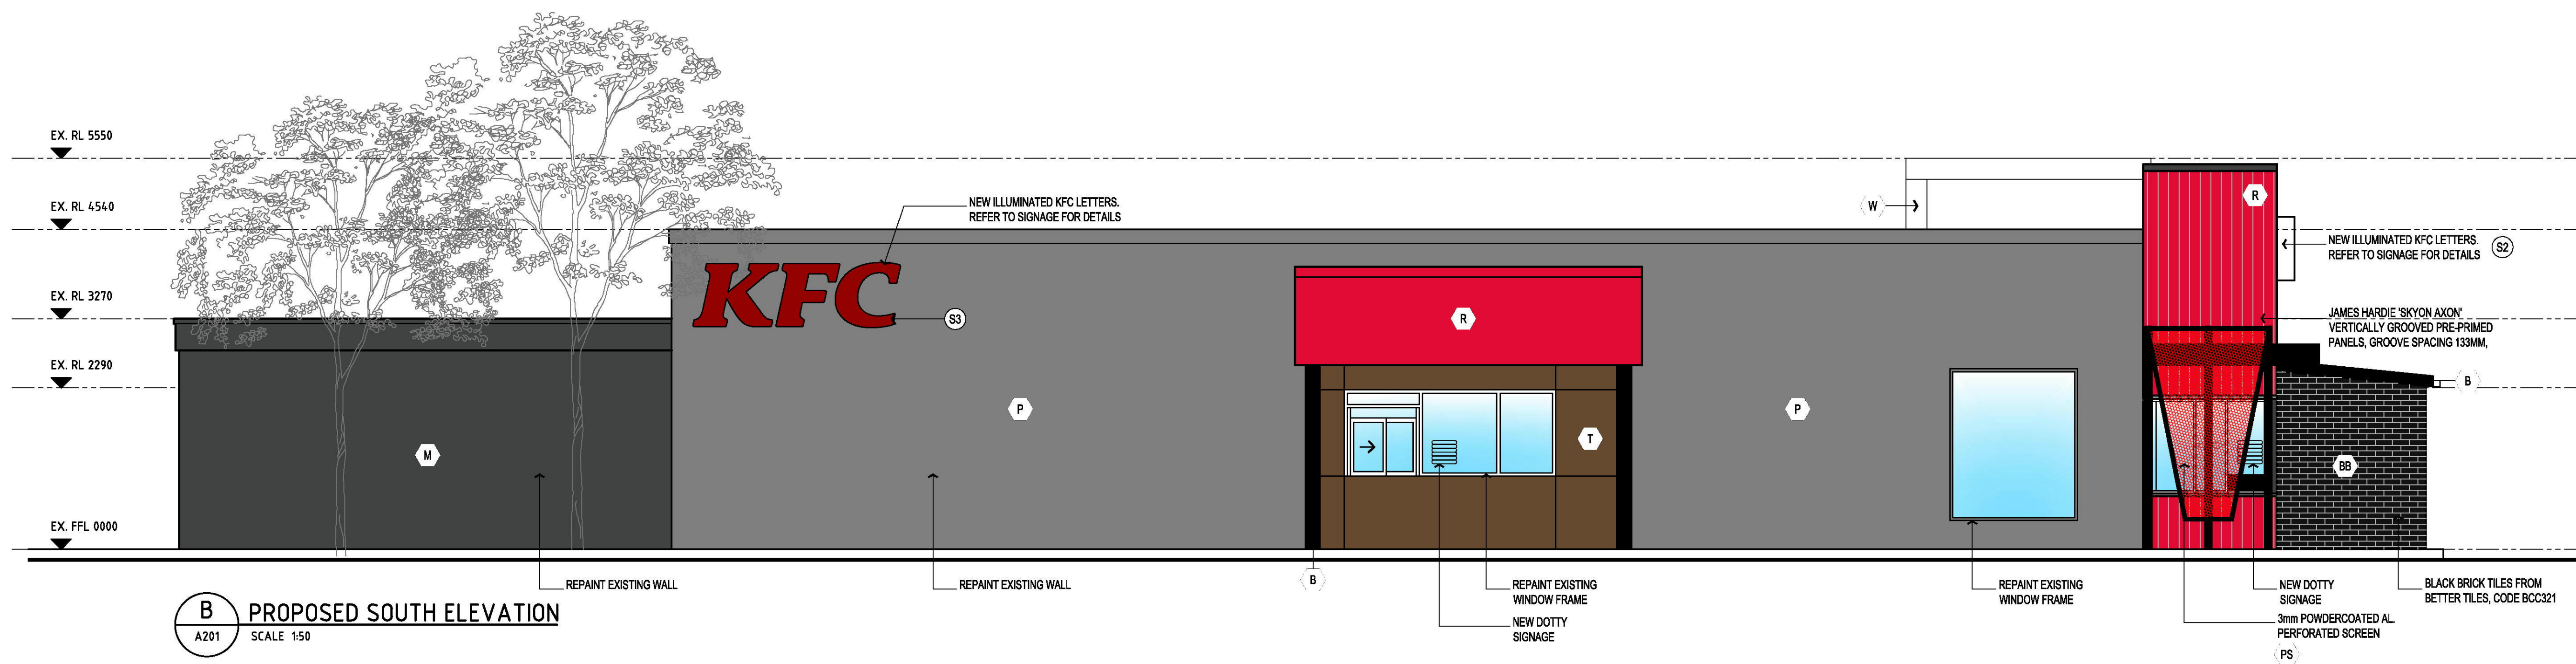 EX. RL 5550
EX. RL 4540
EX. RL 3270
EX. RL 2290
EX. FFL 0000
NEW ILLUMINATED KFC LETTERS.
REFER TO SIGNAGE FOR DETAILS
KFC
S3
W
R
R
NEW ILLUMINATED KFC LETTERS.
REFER TO SIGNAGE FOR DETAILS
S2
JAMES HARDIE 'SKYON AXON'
VERTICALLY GROOVED PRE-PRIMED
PANELS, GROOVE SPACING 133MM,
B
M
P
T
P
BB
REPAINT EXISTING WALL
REPAINT EXISTING WALL
B
REPAINT EXISTING
WINDOW FRAME
NEW DOTTY
SIGNAGE
REPAINT EXISTING
WINDOW FRAME
NEW DOTTY
SIGNAGE
3mm POWDERCOATED AL.
PERFORATED SCREEN
PS
BLACK BRICK TILES FROM
BETTER TILES, CODE BCC321
B
A201
PROPOSED SOUTH ELEVATION
SCALE 1:50